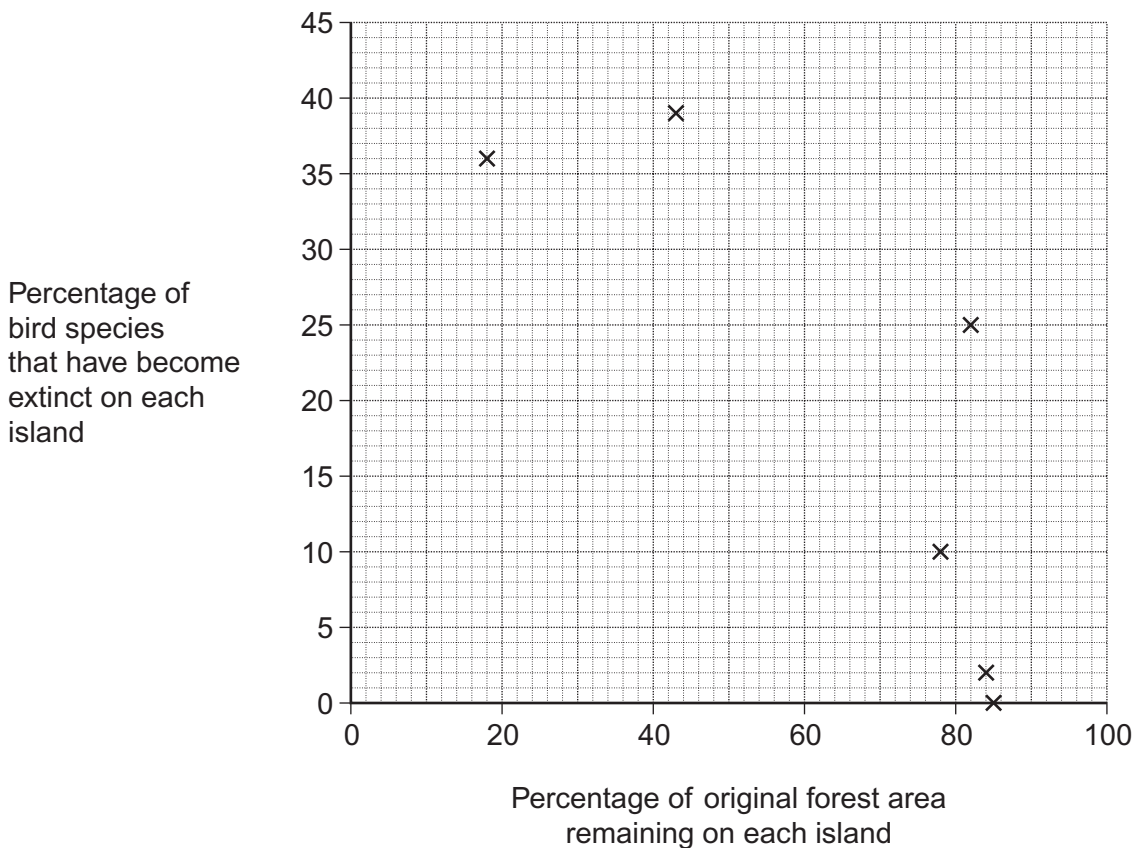 45
40
35
30
25
20
15
10
5
0
Percentage of
bird species
that have become
extinct on each
island
0 20 40 60 80 100
Percentage of original forest area
remaining on each island